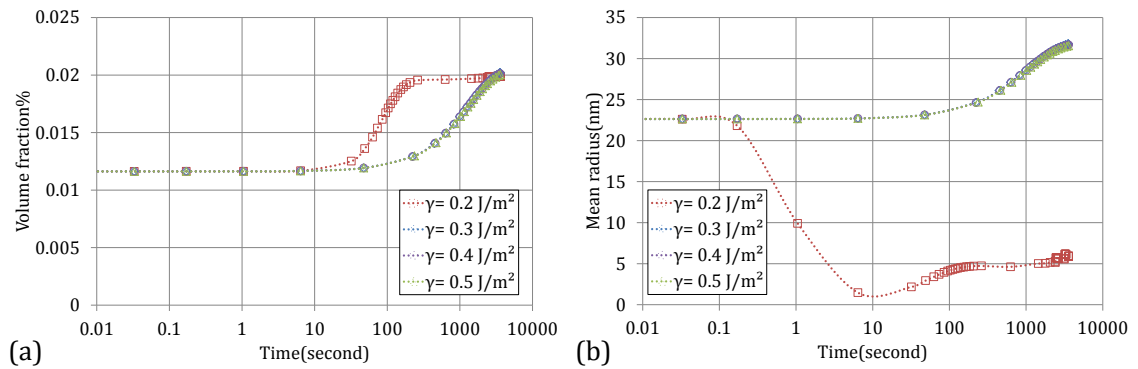 0.025
0.02
0.015
0.01
0.005
0
Volume fraction%
γ= 0.2 J/m²
γ= 0.3 J/m²
γ= 0.4 J/m²
γ= 0.5 J/m²
0.01 0.1 1 10 100 1000 10000
Time(second)
(a)
35
30
25
20
15
10
5
0
Mean radius(nm)
γ= 0.2 J/m²
γ= 0.3 J/m²
γ= 0.4 J/m²
γ= 0.5 J/m²
0.01 0.1 1 10 100 1000 10000
Time(second)
(b)